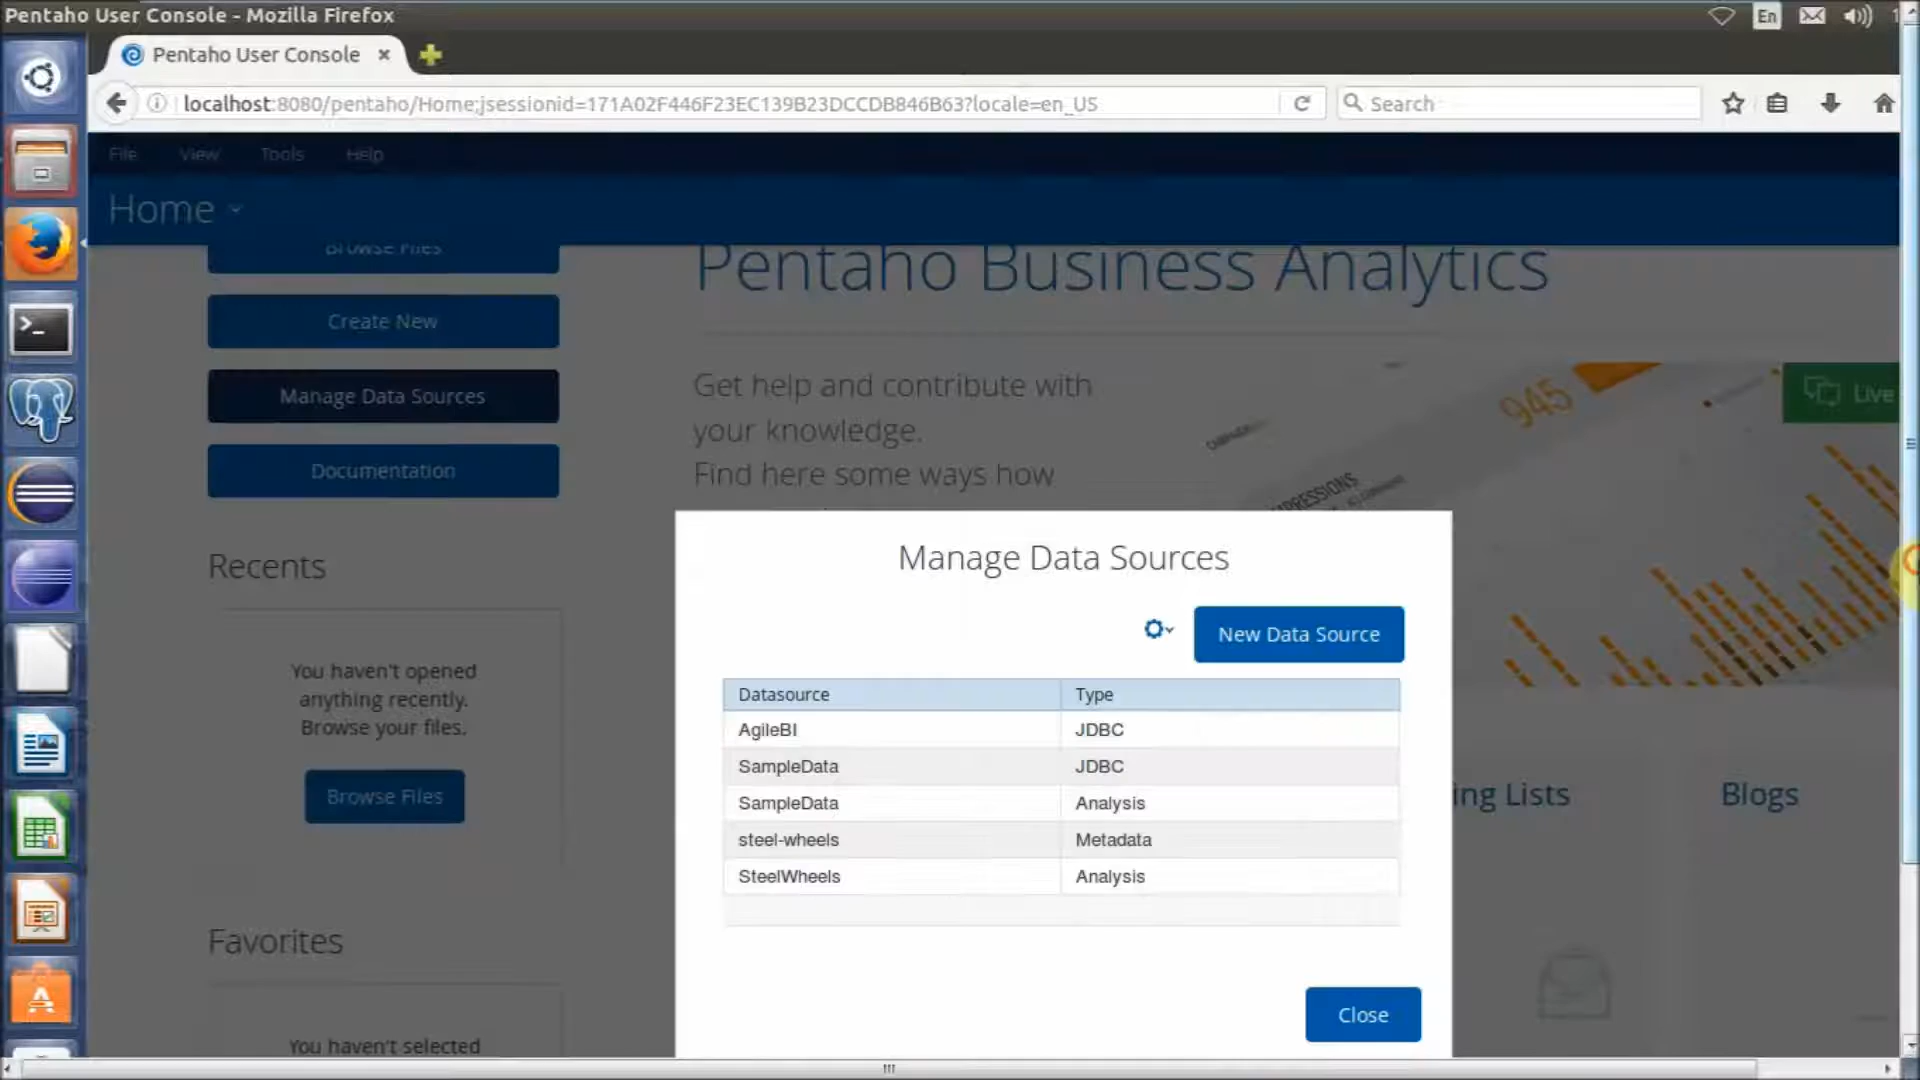 Pentaho User Console - Mozilla Firefox
En
Pentaho User Console
localhost:8080/pentaho/Home;jsessionid=171A02F446F23EC139B23DCCDB846B63?locale=en_US
Search
File View Tools Help
Home
Browse Files
Create New
Manage Data Sources
Documentation
Recents
You haven't opened
anything recently.
Browse your files.
Browse Files
Favorites
You haven't selected
Pentaho Business Analytics
Get help and contribute with
your knowledge.
Find here some ways how
945
Live
Manage Data Sources
New Data Source
Datasource Type
AgileBI JDBC
SampleData JDBC
SampleData Analysis
steel-wheels Metadata
SteelWheels Analysis
Close
ing Lists
Blogs